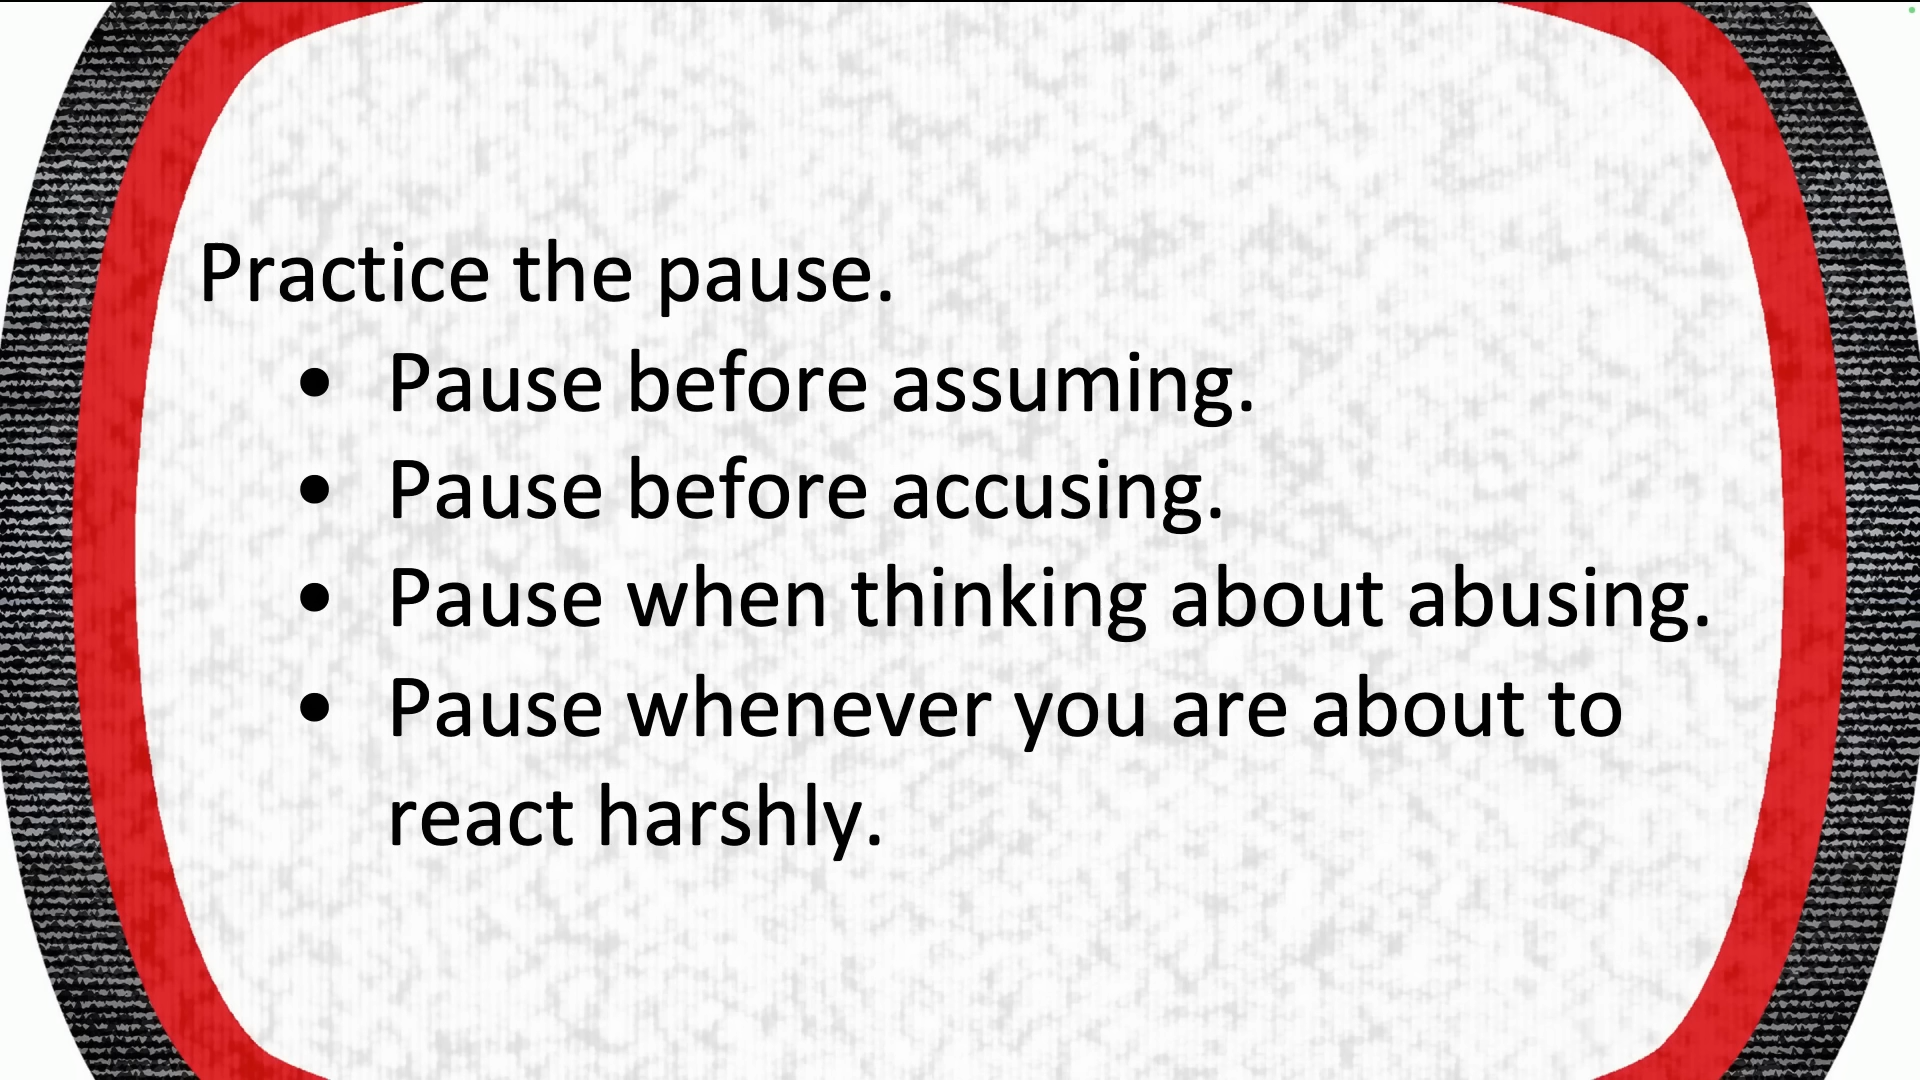 Practice the pause.
• Pause before assuming.
• Pause before accusing.
• Pause when thinking about abusing.
• Pause whenever you are about to
react harshly.